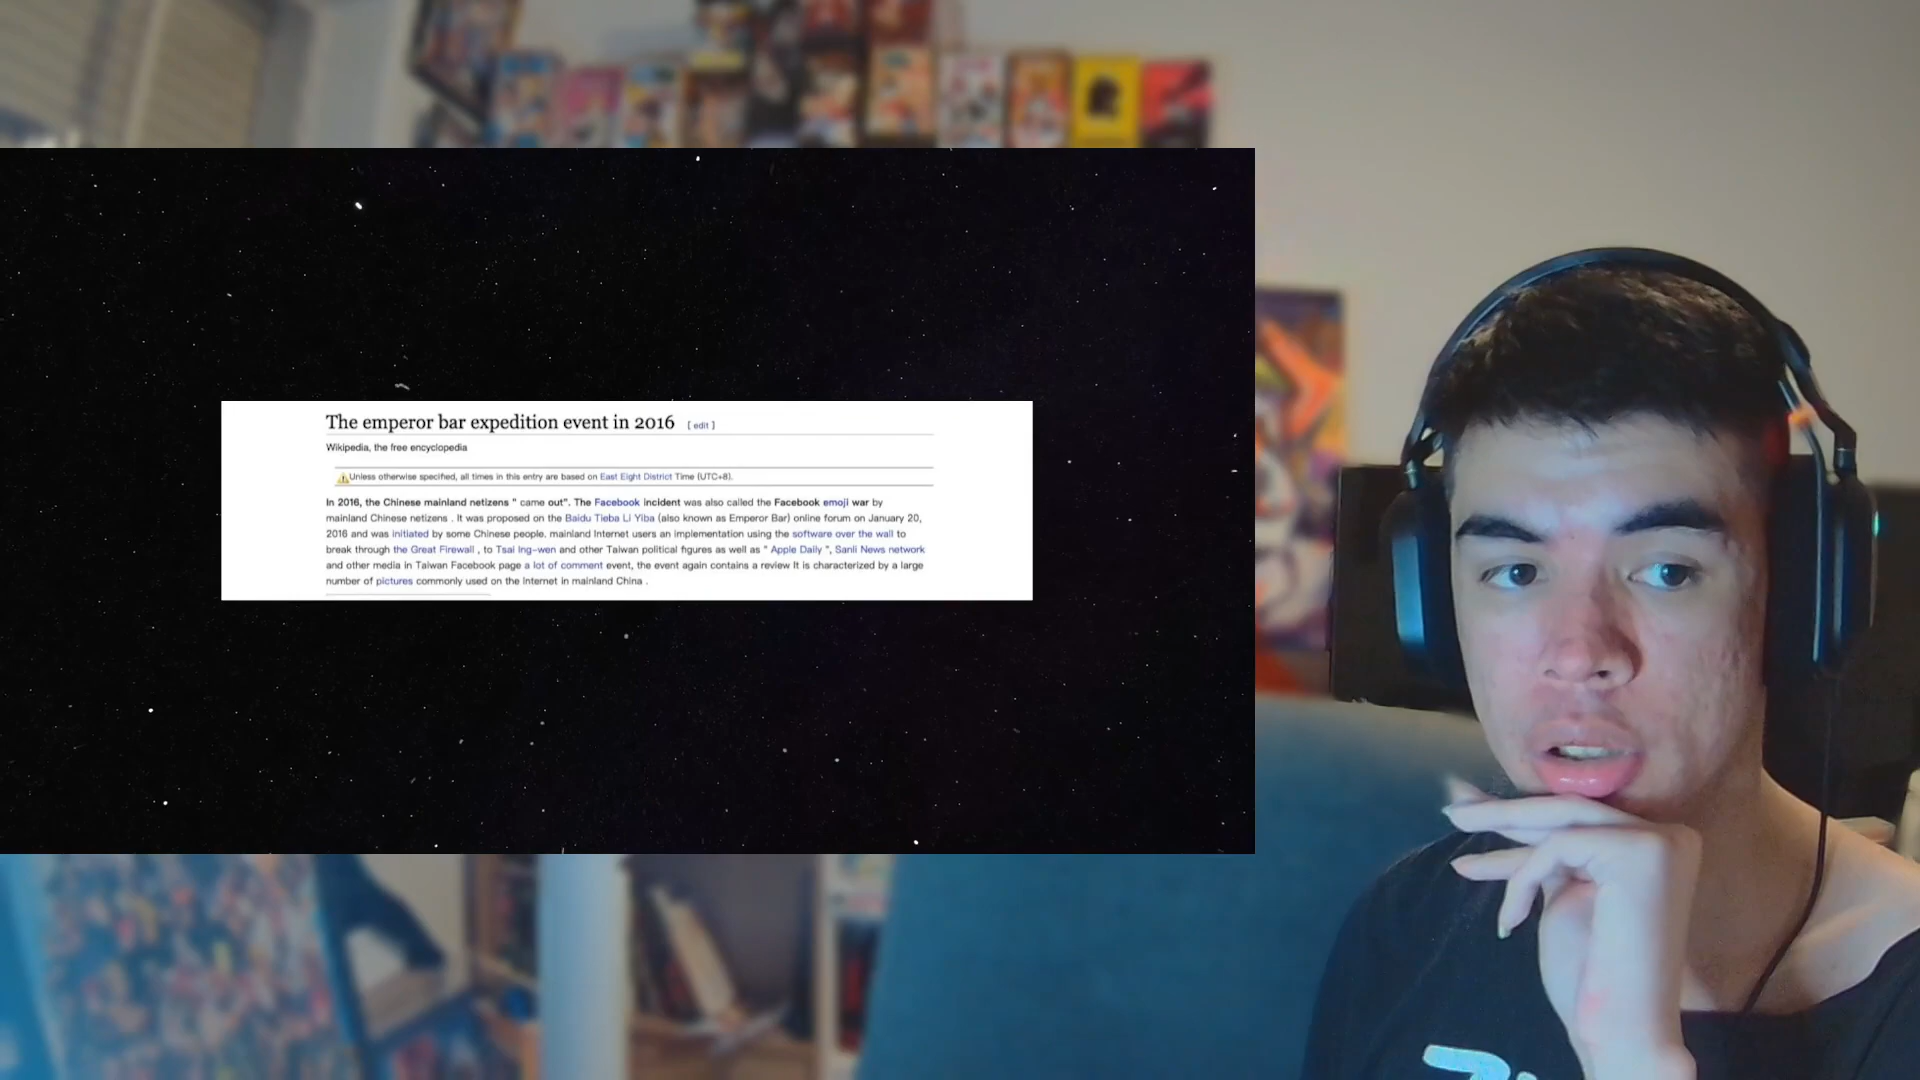 The emperor bar expedition event in 2016 [ edit ]
Wikipedia, the free encyclopedia
Unless otherwise specified, all times in this entry are based on East Eight District Time (UTC+8).
In 2016, the Chinese mainland netizens " came out". The Facebook incident was also called the Facebook emoji war by
mainland Chinese netizens . It was proposed on the Baidu Tieba Li Yiba (also known as Emperor Bar) online forum on January 20,
2016 and was initiated by some Chinese people. mainland Internet users an implementation using the software over the wall to
break through the Great Firewall , to Tsai Ing-wen and other Taiwan political figures as well as " Apple Daily ", Sanli News network
and other media in Taiwan Facebook page a lot of comment event, the event again contains a review It is characterized by a large
number of pictures commonly used on the Internet in mainland China .